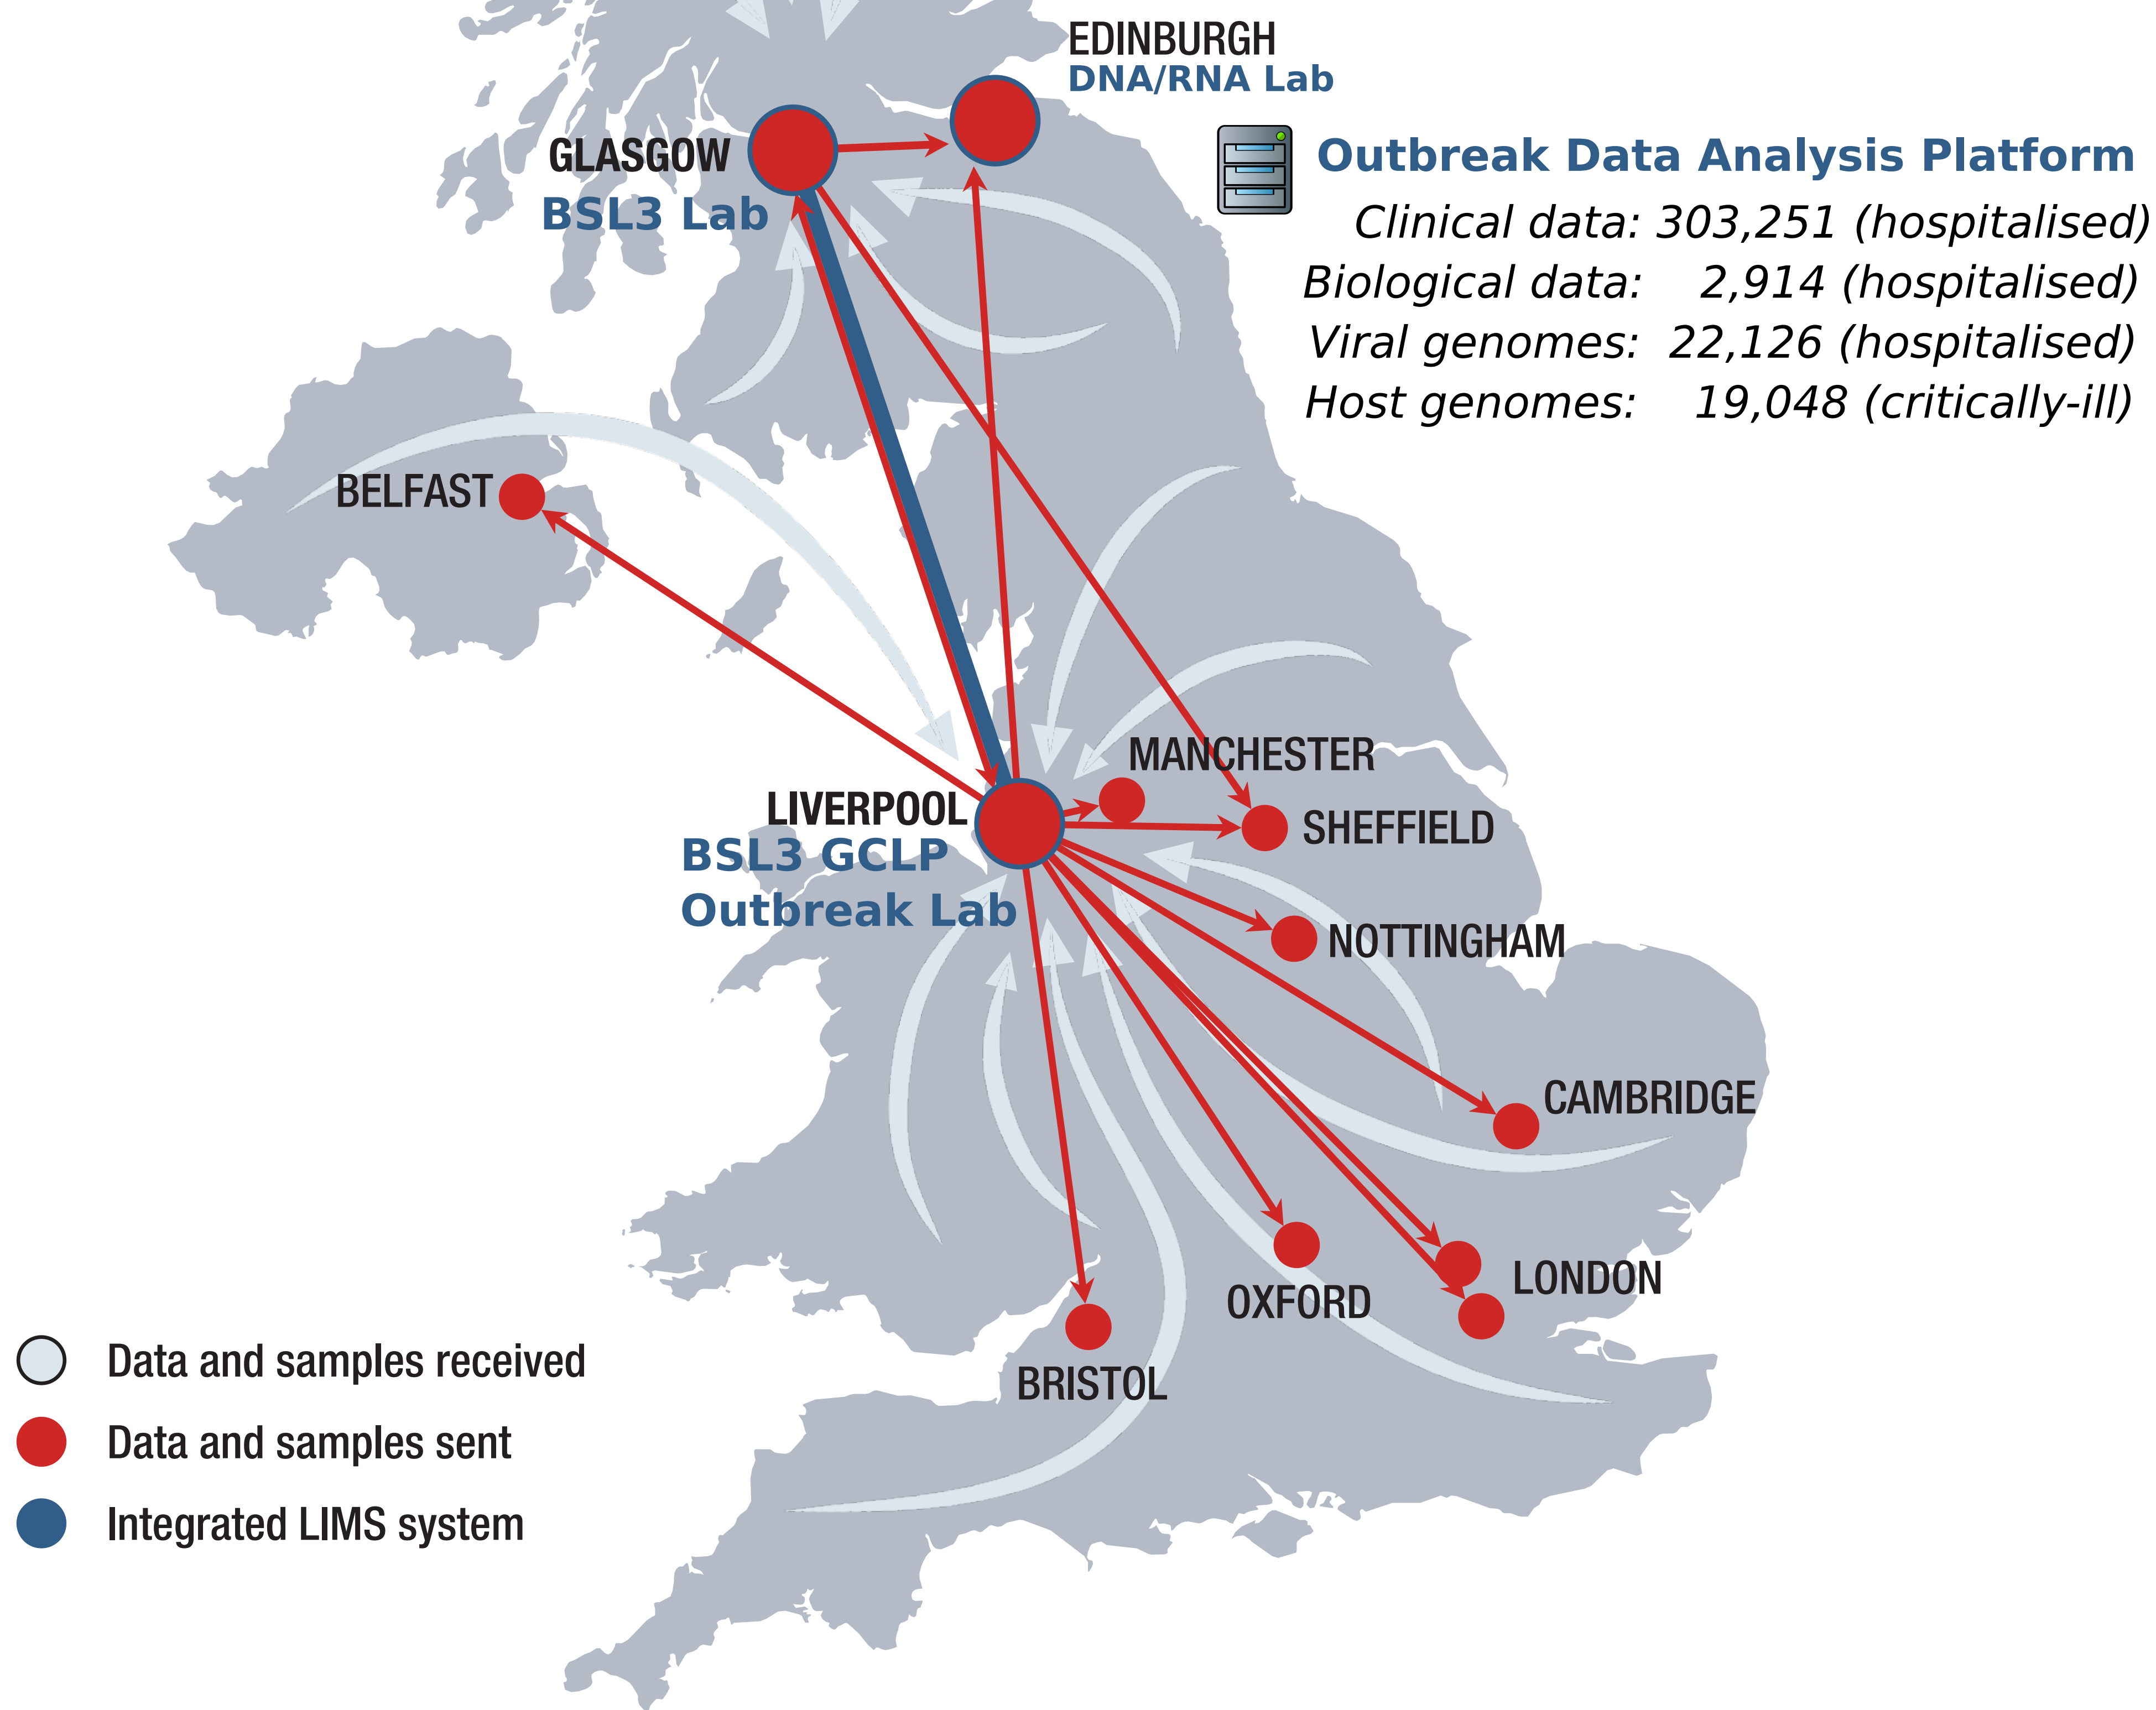 EDINBURGH
DNA/RNA Lab
GLASGOW
BSL3 Lab
Outbreak Data Analysis Platform
Clinical data: 303,251 (hospitalised)
Biological data: 2,914 (hospitalised)
Viral genomes: 22,126 (hospitalised)
Host genomes: 19,048 (critically-ill)
BELFAST
MANCHESTER
LIVERPOOL
BSL3 GCLP
Outbreak Lab
SHEFFIELD
NOTTINGHAM
CAMBRIDGE
LONDON
OXFORD
BRISTOL
Data and samples received
Data and samples sent
Integrated LIMS system